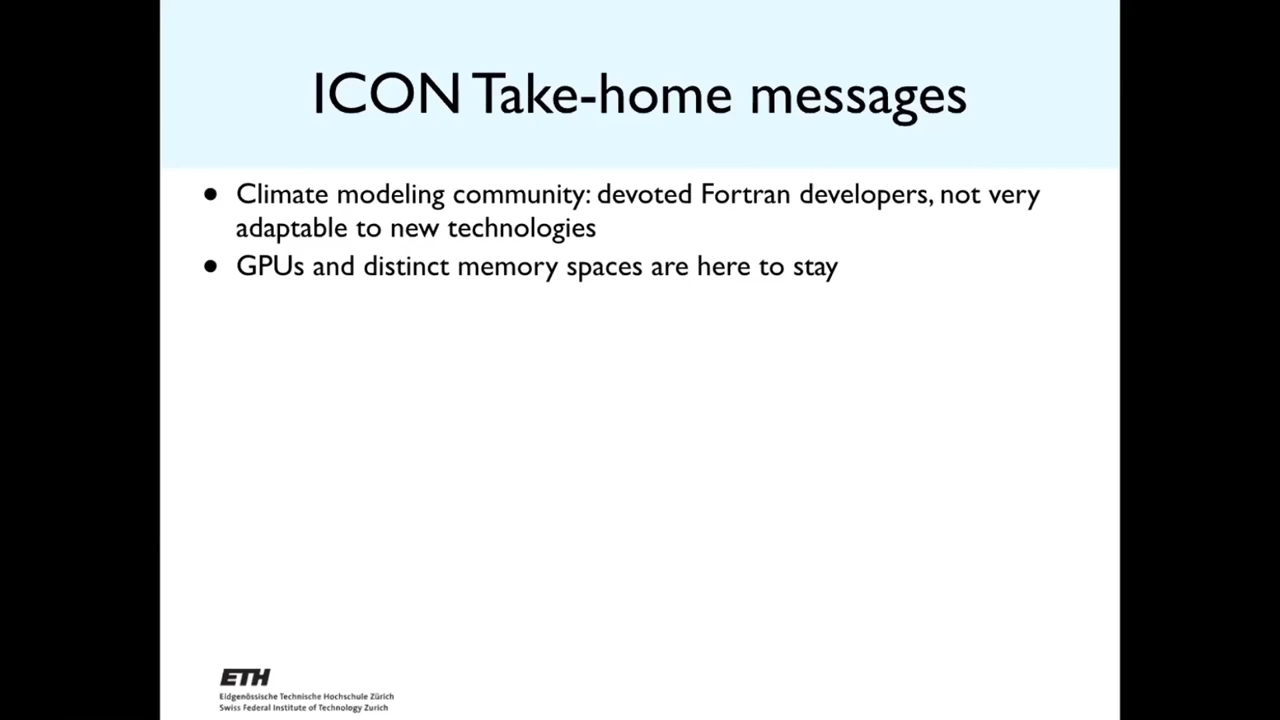 ICON Take-home messages
● Climate modeling community: devoted Fortran developers, not very
adaptable to new technologies
● GPUs and distinct memory spaces are here to stay
ETH
Eidgenössische Technische Hochschule Zürich
Swiss Federal Institute of Technology Zurich